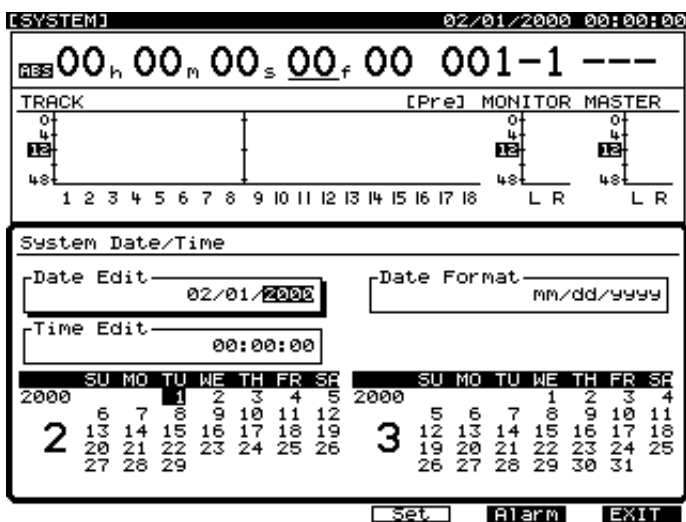 [SYSTEM] 02/01/2000 00:00:00
ABS 00h 00m 00s 00f 00 001-1 ---
TRACK [Pre] MONITOR MASTER
0 0 0
4 4 4
12 12 12
48 48 48
1 2 3 4 5 6 7 8 9 10 11 12 13 14 15 16 17 18 L R L R
System Date/Time
Date Edit Date Format
02/01/2000 mm/dd/yyyy
Time Edit
00:00:00
SU MO TU WE TH FR SA SU MO TU WE TH FR SA
2000 1 2 3 4 5 2000 1 2 3 4
6 7 8 9 10 11 12 5 6 7 8 9 10 11
2 13 14 15 16 17 18 19 3 12 13 14 15 16 17 18
20 21 22 23 24 25 26 19 20 21 22 23 24 25
27 28 29 26 27 28 29 30 31
Set Alarm EXIT